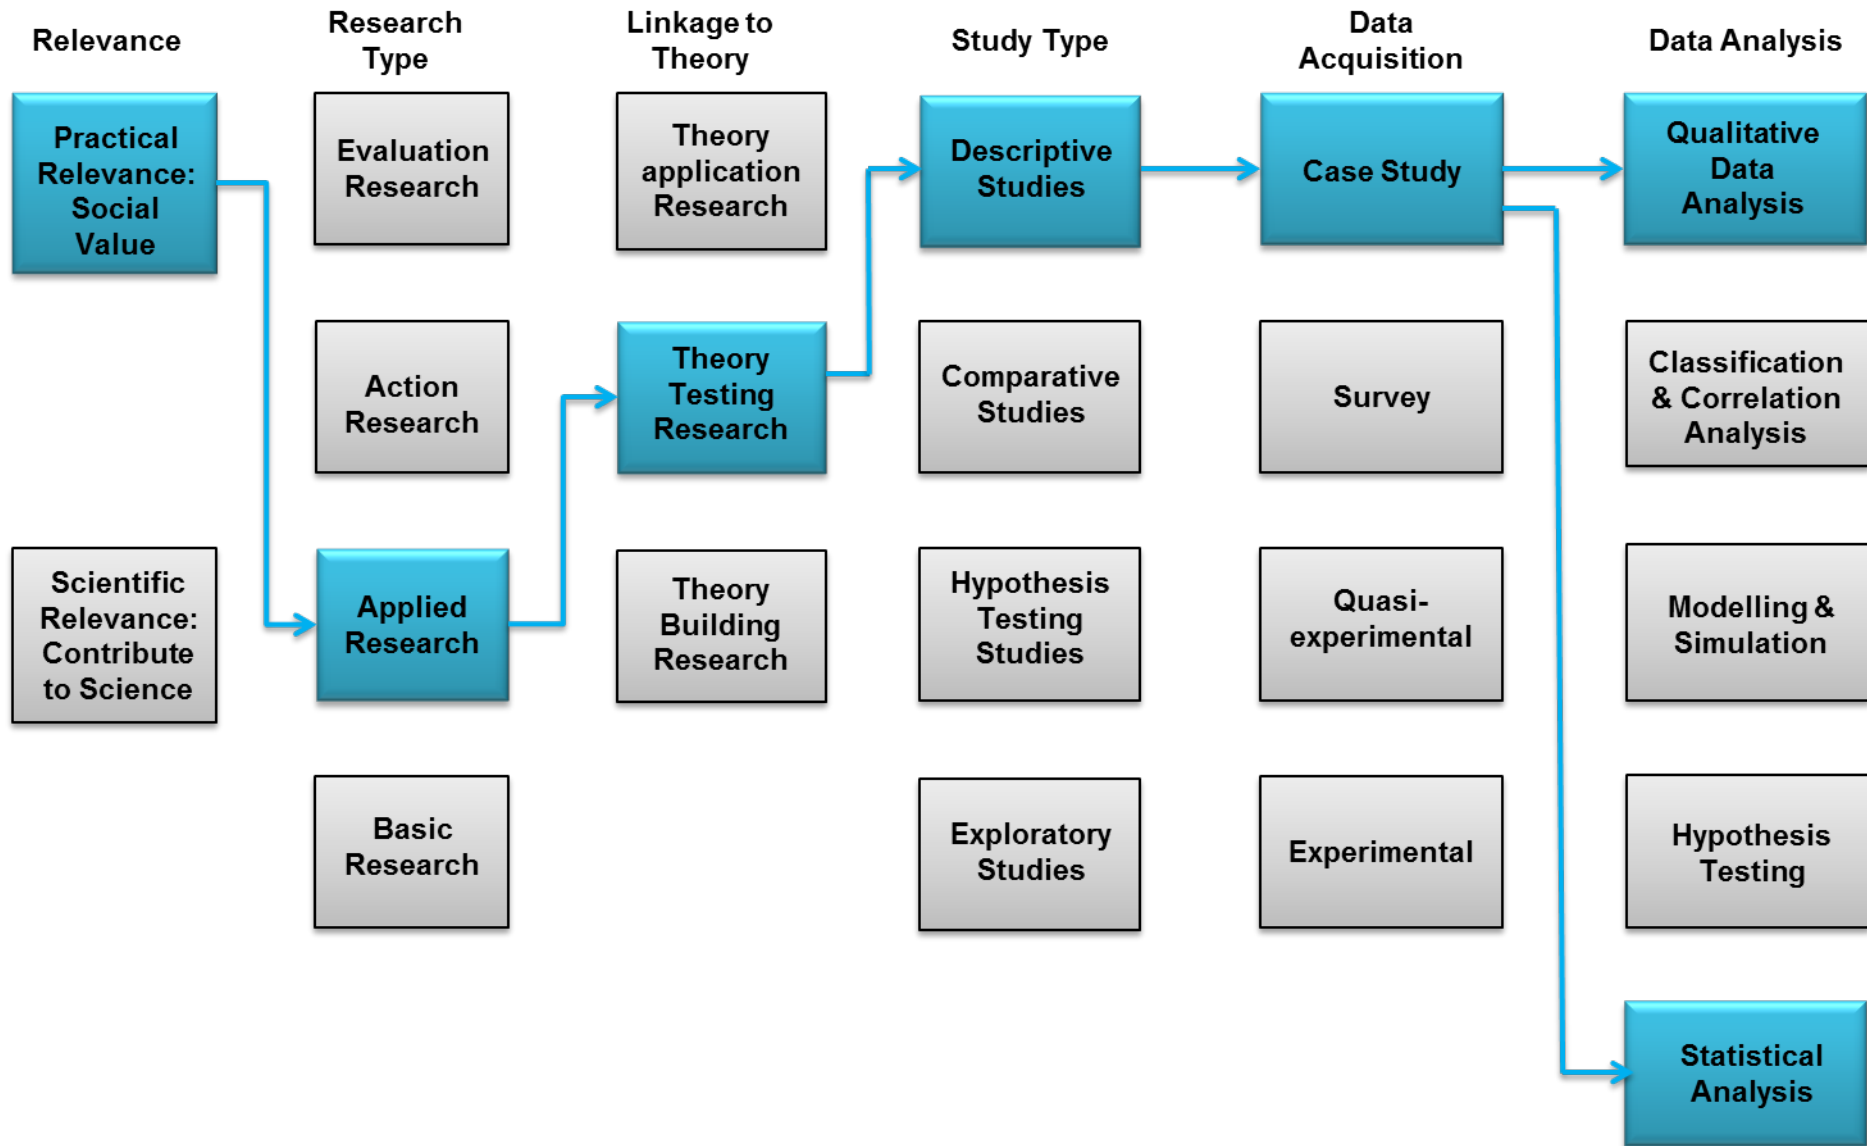 Relevance
Research
Type
Linkage to
Theory
Study Type
Data
Acquisition
Data Analysis
Practical
Relevance:
Social
Value
Evaluation
Research
Theory
application
Research
Descriptive
Studies
Case Study
Qualitative
Data
Analysis
Action
Research
Theory
Testing
Research
Comparative
Studies
Survey
Classification
& Correlation
Analysis
Scientific
Relevance:
Contribute
to Science
Applied
Research
Theory
Building
Research
Hypothesis
Testing
Studies
Quasi-
experimental
Modelling &
Simulation
Basic
Research
Exploratory
Studies
Experimental
Hypothesis
Testing
Statistical
Analysis